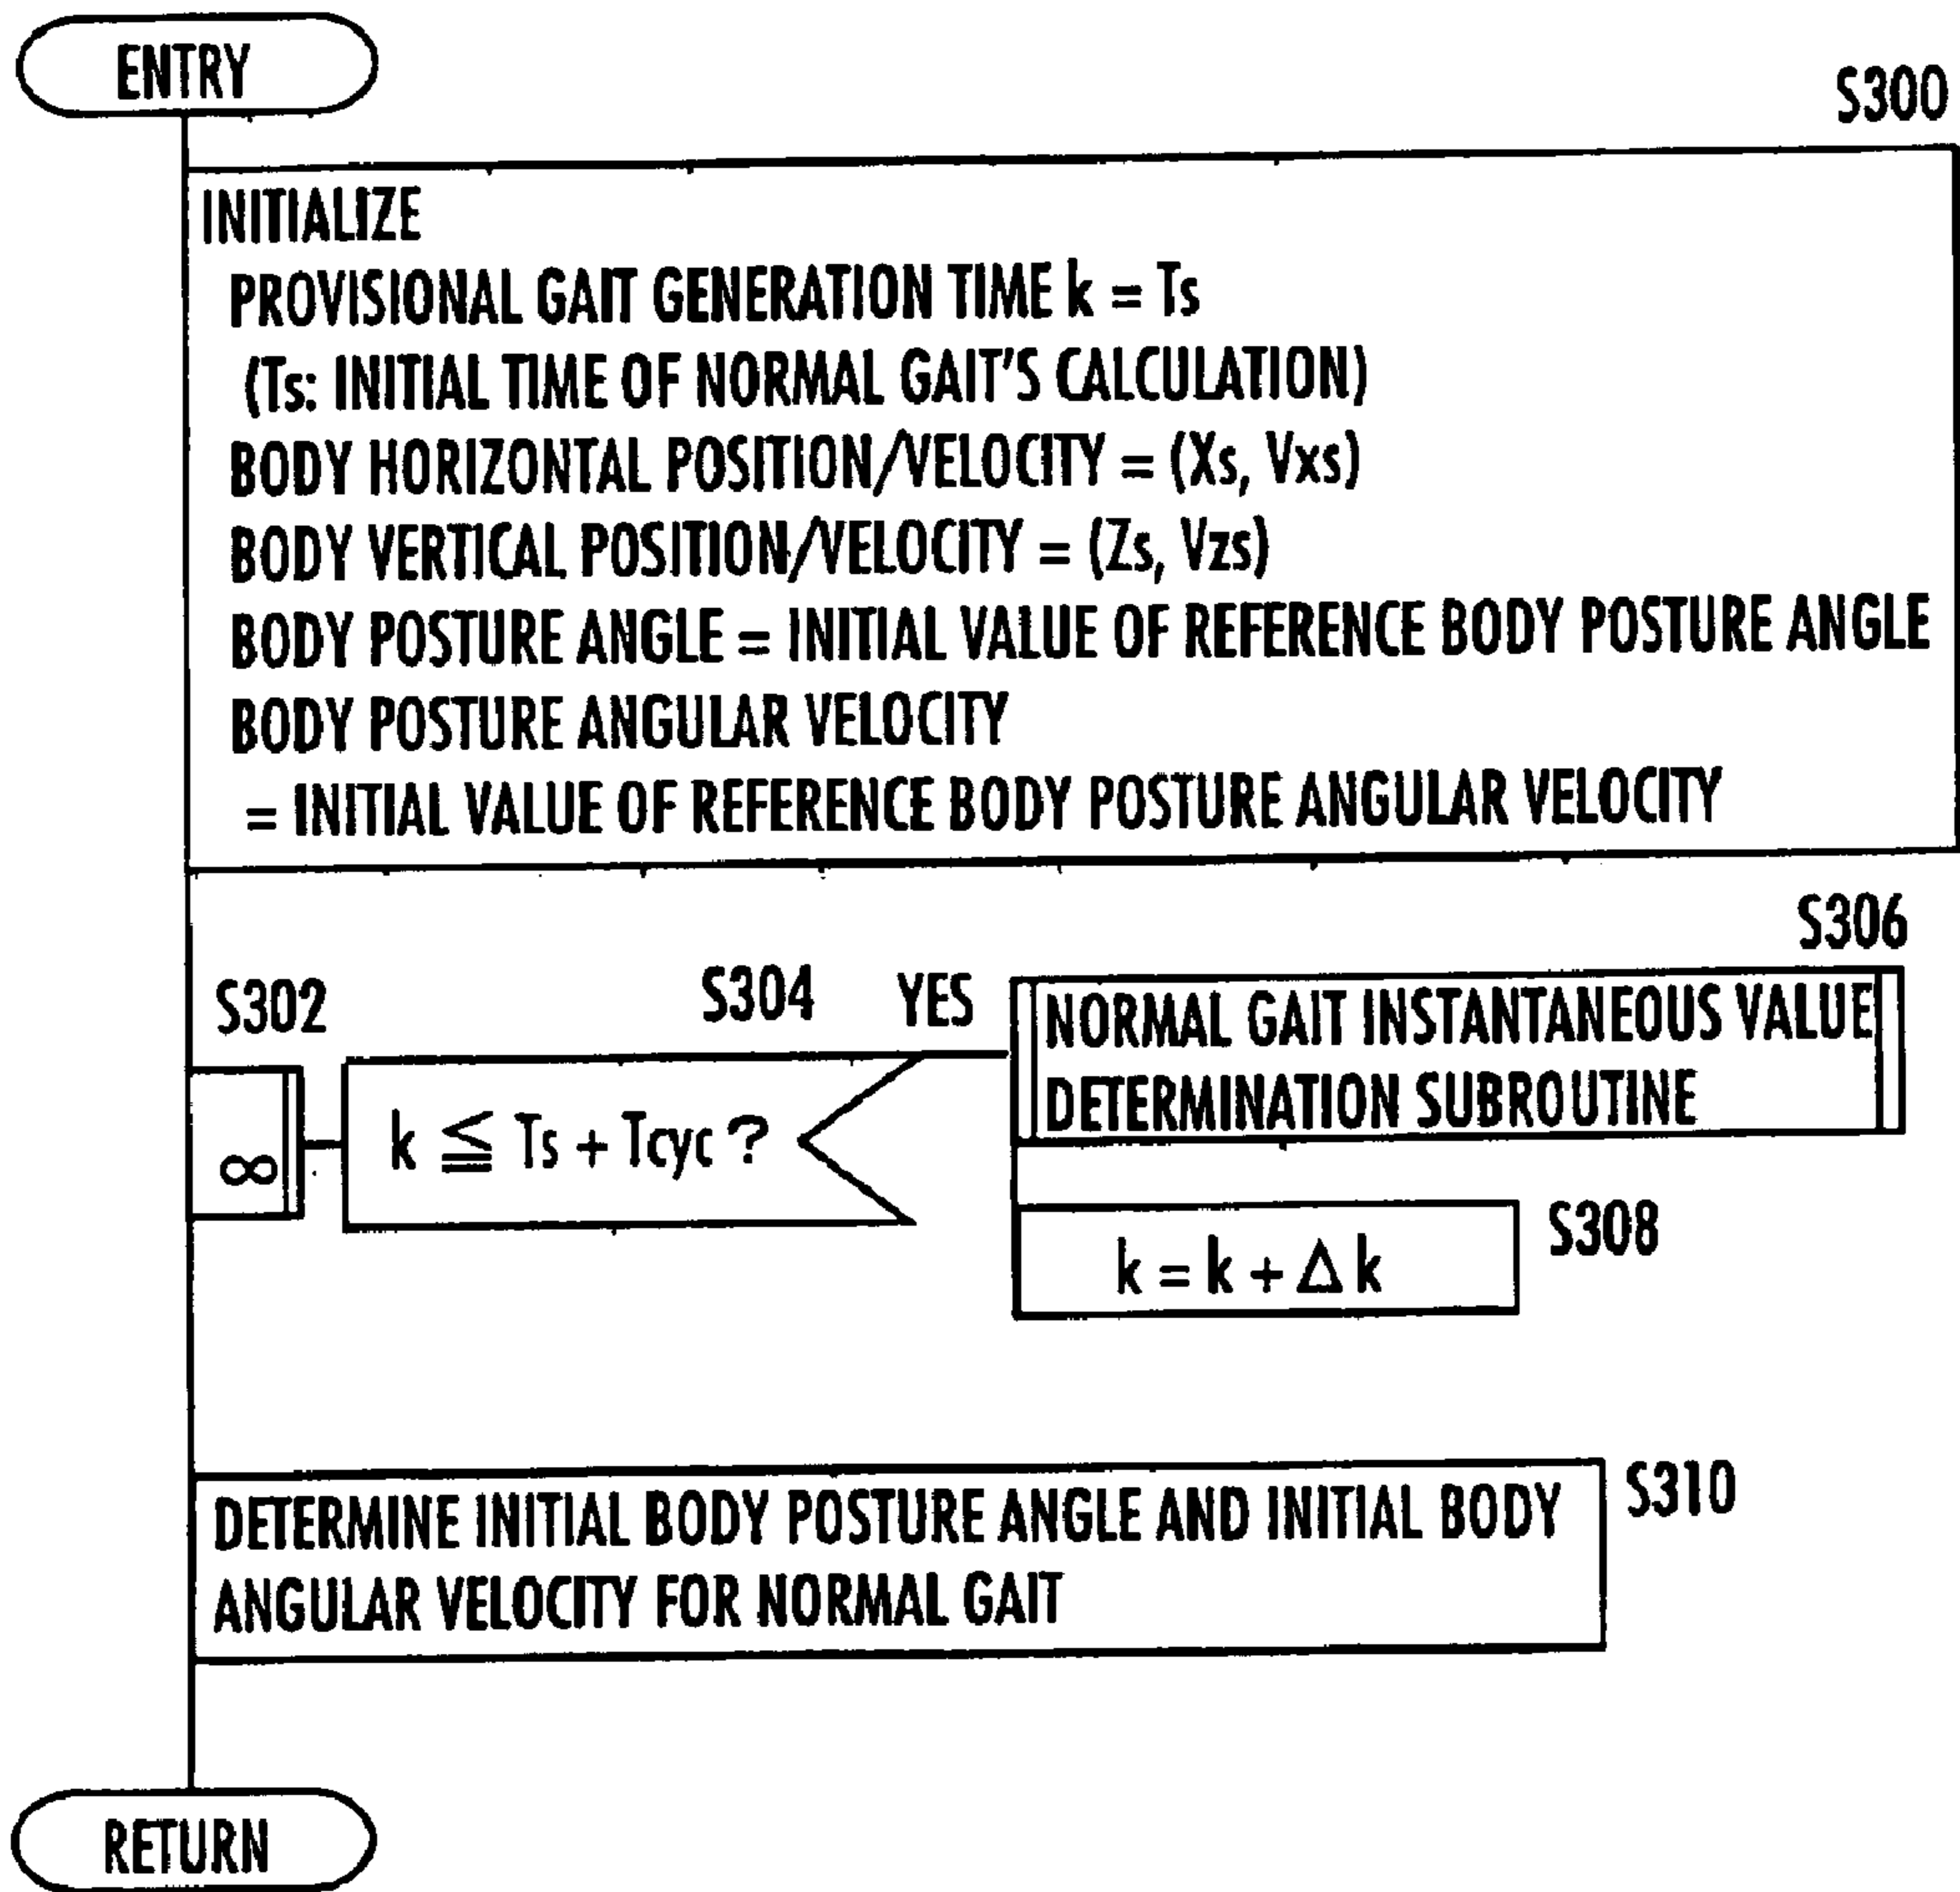 ENTRY
S300
INITIALIZE
PROVISIONAL GAIT GENERATION TIME k = Ts
(Ts: INITIAL TIME OF NORMAL GAIT'S CALCULATION)
BODY HORIZONTAL POSITION/VELOCITY = (Xs, Vxs)
BODY VERTICAL POSITION/VELOCITY = (Zs, Vzs)
BODY POSTURE ANGLE = INITIAL VALUE OF REFERENCE BODY POSTURE ANGLE
BODY POSTURE ANGULAR VELOCITY
= INITIAL VALUE OF REFERENCE BODY POSTURE ANGULAR VELOCITY
S302
∞
S304
k ≦ Ts + Tcyc ?
YES
S306
NORMAL GAIT INSTANTANEOUS VALUE
DETERMINATION SUBROUTINE
S308
k = k + Δk
S310
DETERMINE INITIAL BODY POSTURE ANGLE AND INITIAL BODY
ANGULAR VELOCITY FOR NORMAL GAIT
RETURN